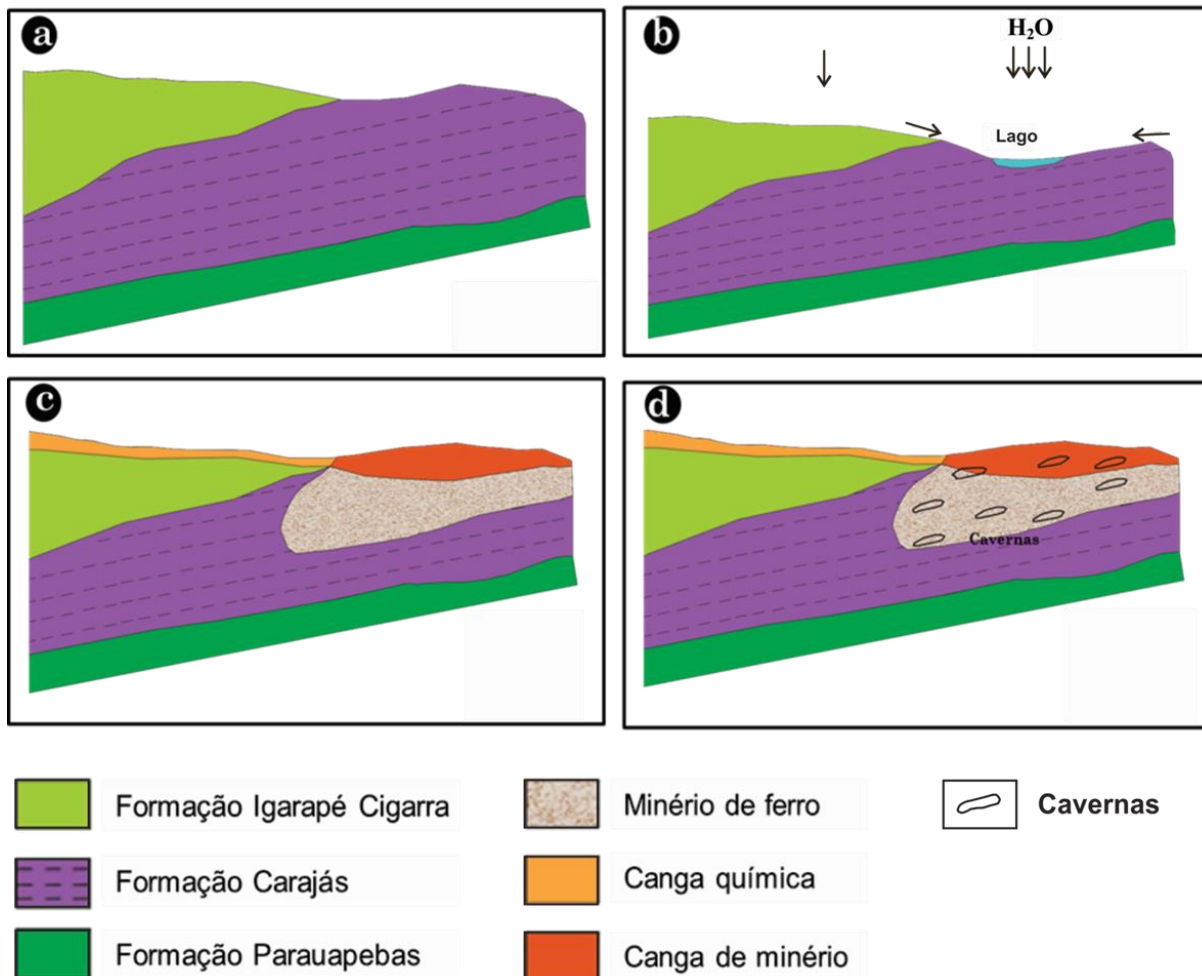 a
b
H₂O
Lago
c
d
Cavernas
Formação Igarapé Cigarra
Minério de ferro
Cavernas
Formação Carajás
Canga química
Formação Parauapebas
Canga de minério